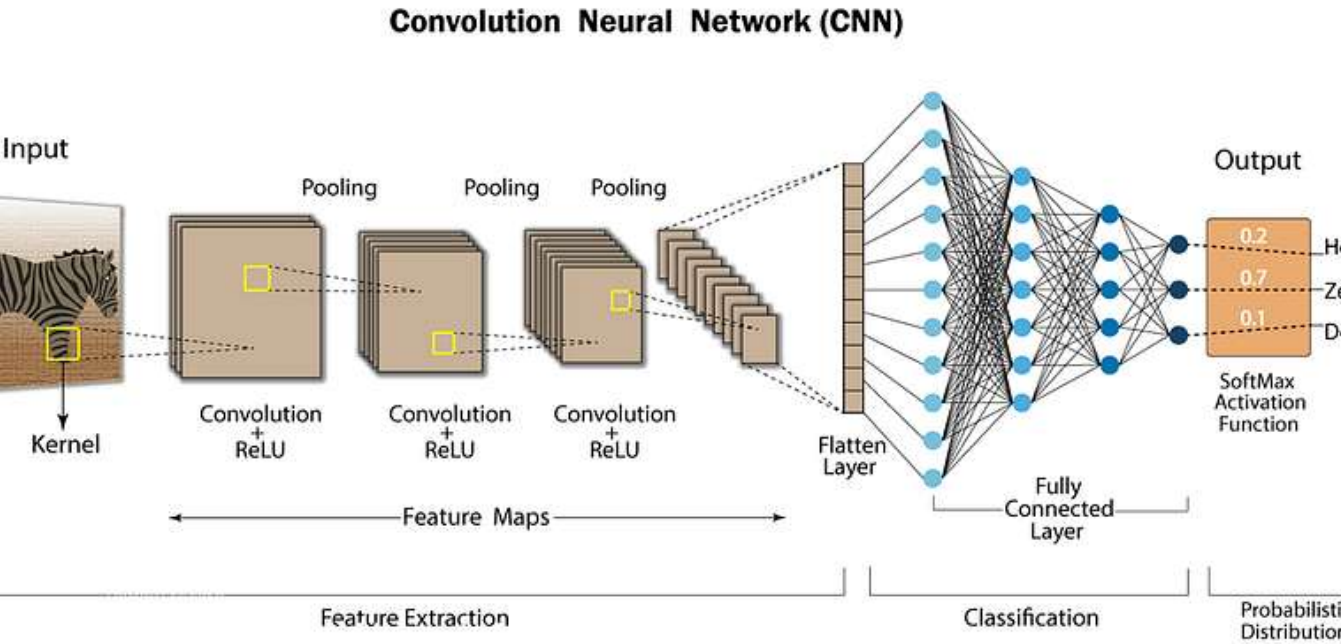 Convolution Neural Network (CNN)
Input
Output
Pooling
Pooling
Pooling
0.2
0.7
0.1
Kernel
Convolution
+
ReLU
Convolution
+
ReLU
Convolution
+
ReLU
Flatten
Layer
SoftMax
Activation
Function
Feature Maps
Fully
Connected
Layer
Feature Extraction
Classification